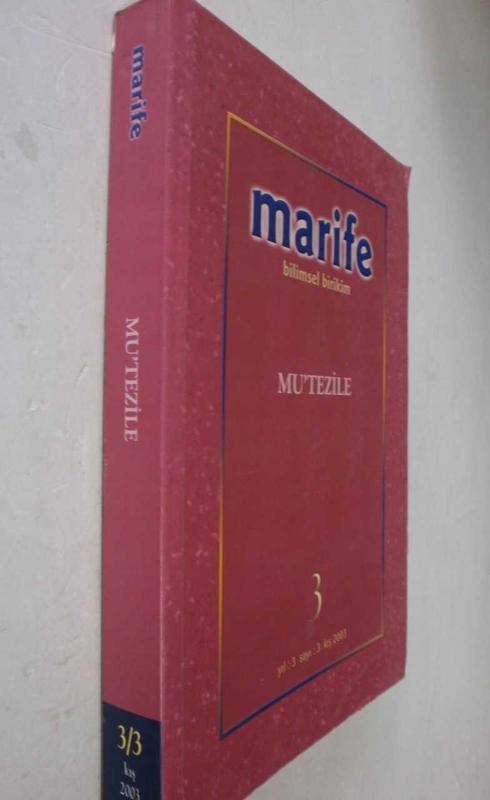 marife
MU'TEZİLE
3/3
kış
2003
marife
bilimsel birikim
MU'TEZİLE
3
yıl : 3 sayı : 3 kış 2003